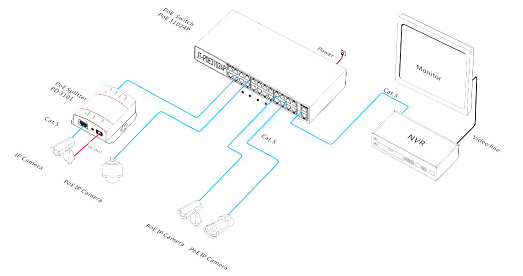 PoE Switch
PoE 31024P
Power
Monitor
PoE Splitter
PD 3101
Cat 5
Cat 5
Cat 5
NVR
Video line
IP Camera
PoE IP Camera
PoE IP Camera
PoE IP Camera